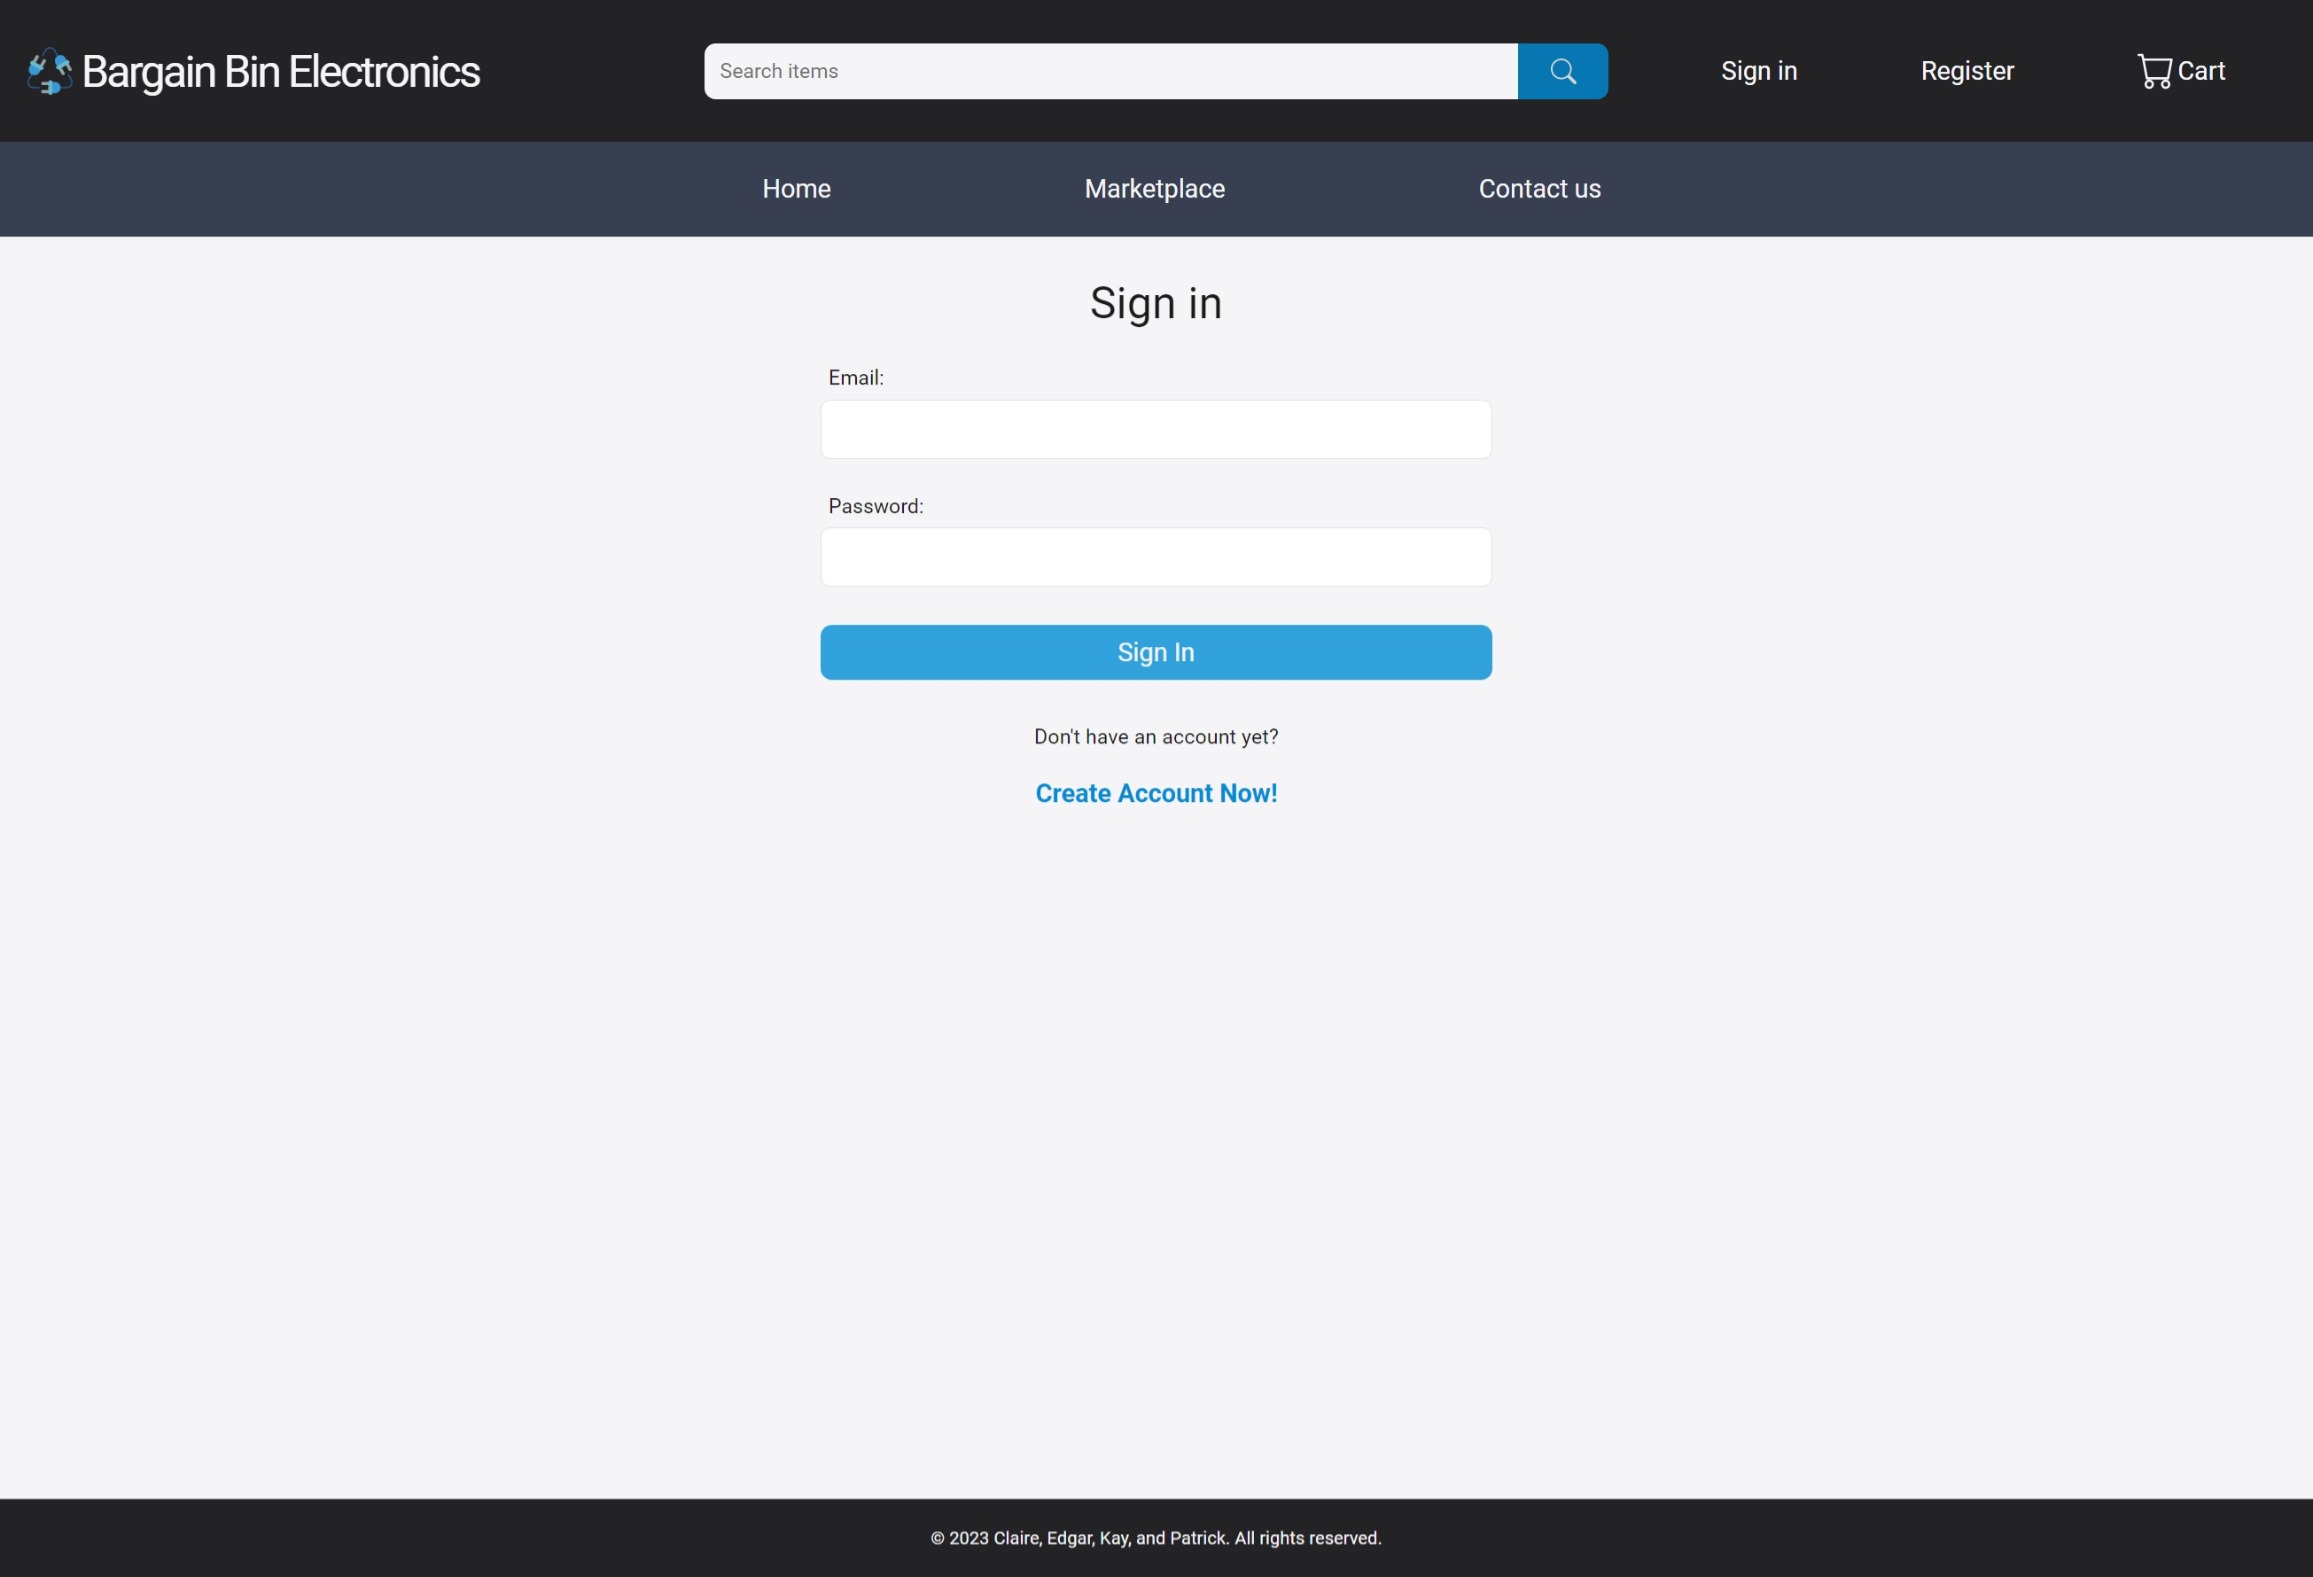 Bargain Bin Electronics
Search items
Sign in
Register
Cart
Home
Marketplace
Contact us
Sign in
Email:
Password:
Sign In
Don't have an account yet?
Create Account Now!
© 2023 Claire, Edgar, Kay, and Patrick. All rights reserved.